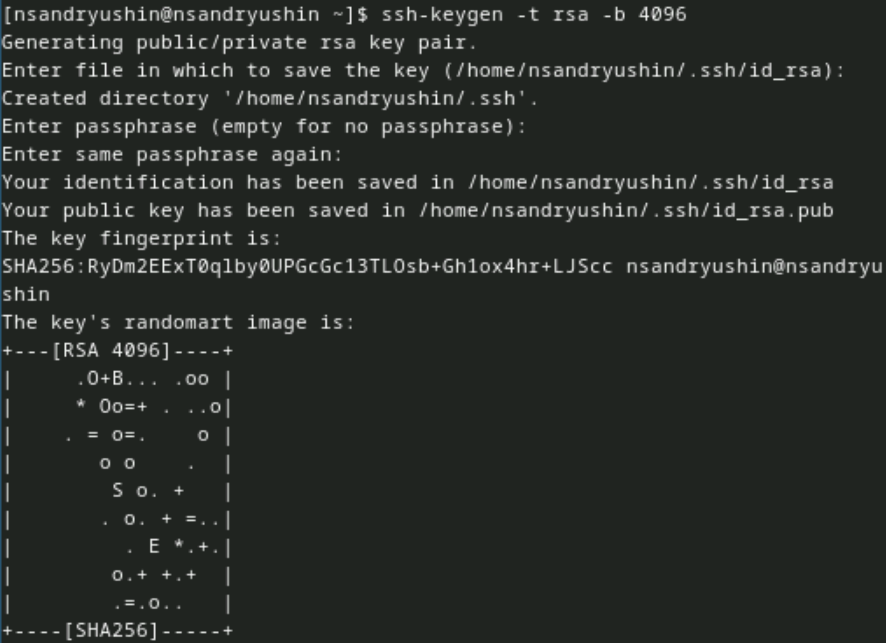 [nsandryushin@nsandryushin ~]$ ssh-keygen -t rsa -b 4096
Generating public/private rsa key pair.
Enter file in which to save the key (/home/nsandryushin/.ssh/id_rsa):
Created directory '/home/nsandryushin/.ssh'.
Enter passphrase (empty for no passphrase):
Enter same passphrase again:
Your identification has been saved in /home/nsandryushin/.ssh/id_rsa
Your public key has been saved in /home/nsandryushin/.ssh/id_rsa.pub
The key fingerprint is:
SHA256:RyDm2EExT0qlby0UPGcGc13TLOsb+Gh1ox4hr+LJScc nsandryushin@nsandryu
shin
The key's randomart image is:
+---[RSA 4096]----+
|     .O+B... .oo |
|     * Oo=+ . ..o|
|    . = o=.    o |
|       o o    .  |
|        S o. +   |
|       . o. + =..|
|         . E *.+.|
|        o.+ +.+  |
|        .=.o..   |
+----[SHA256]-----+